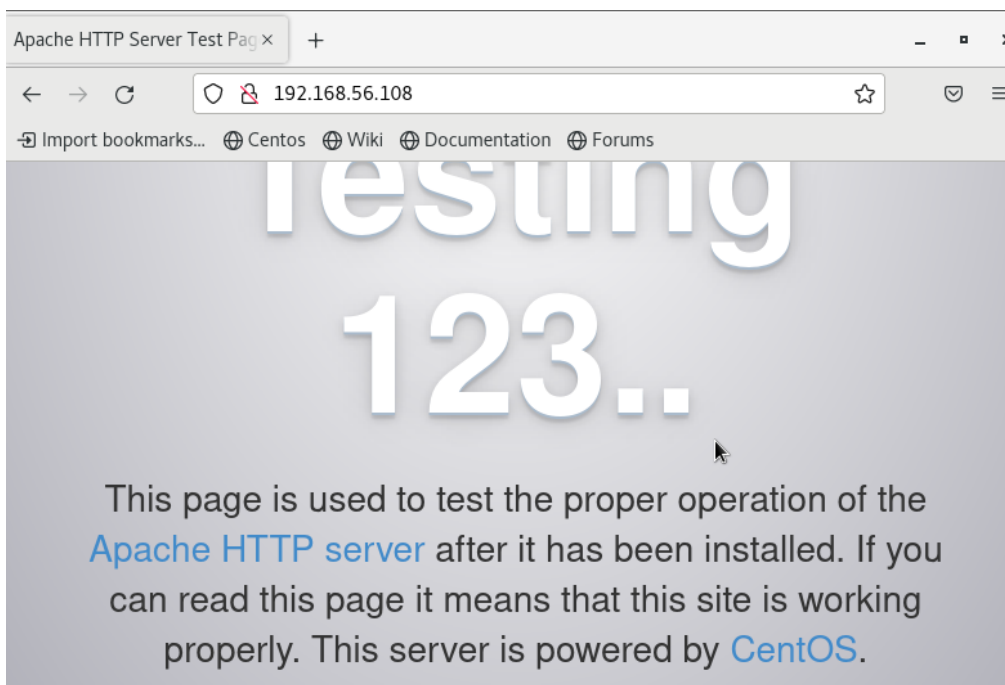 Apache HTTP Server Test Pag
192.168.56.108
Import bookmarks... Centos Wiki Documentation Forums
Testing
123..
This page is used to test the proper operation of the
Apache HTTP server after it has been installed. If you
can read this page it means that this site is working
properly. This server is powered by CentOS.